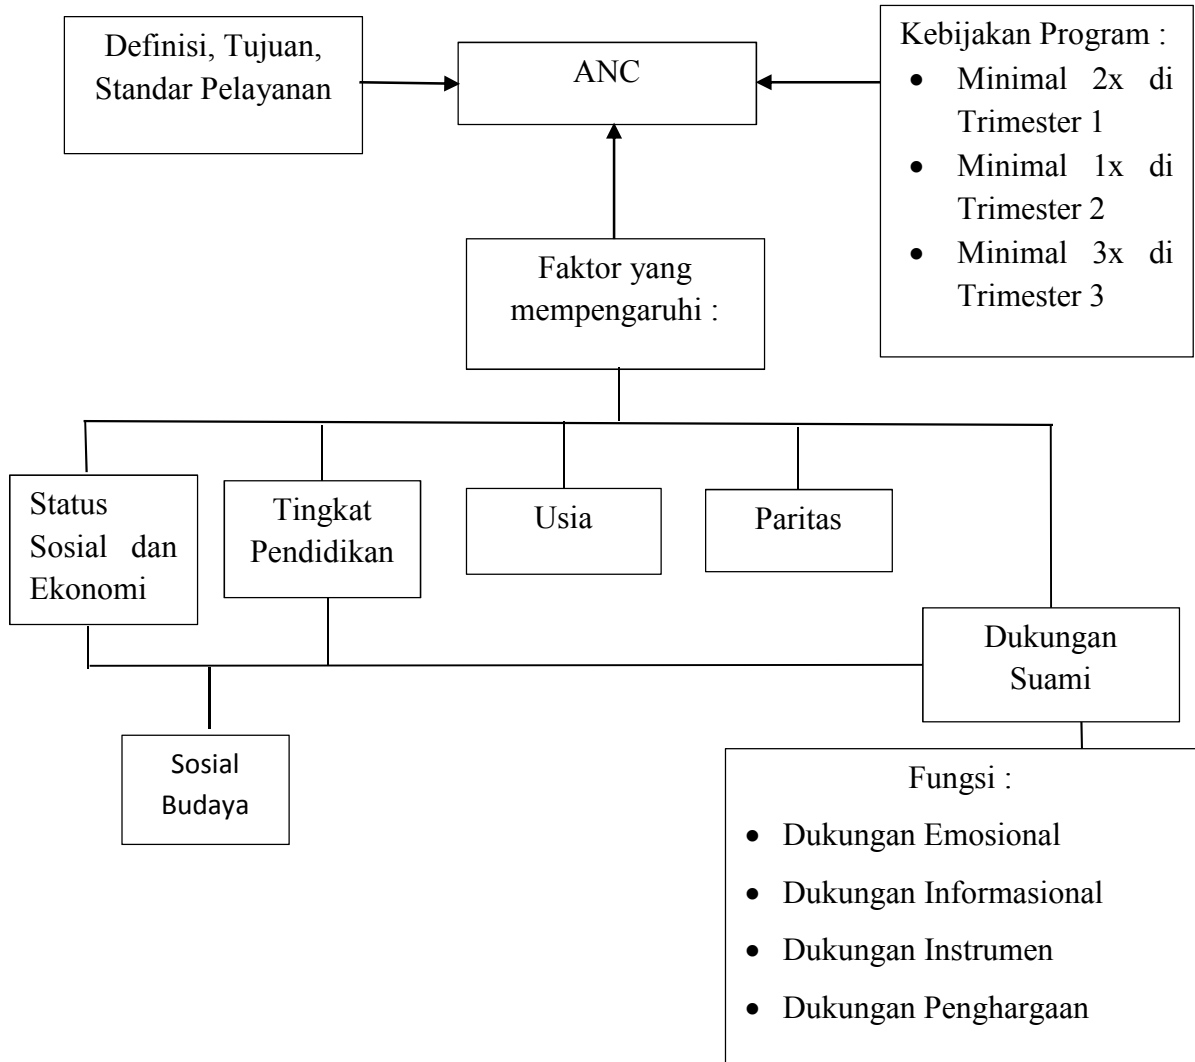 Definisi, Tujuan,
Standar Pelayanan
ANC
Kebijakan Program :
• Minimal 2x di
Trimester 1
• Minimal 1x di
Trimester 2
• Minimal 3x di
Trimester 3
Faktor yang
mempengaruhi :
Status
Sosial dan
Ekonomi
Tingkat
Pendidikan
Usia
Paritas
Dukungan
Suami
Sosial
Budaya
Fungsi :
• Dukungan Emosional
• Dukungan Informasional
• Dukungan Instrumen
• Dukungan Penghargaan